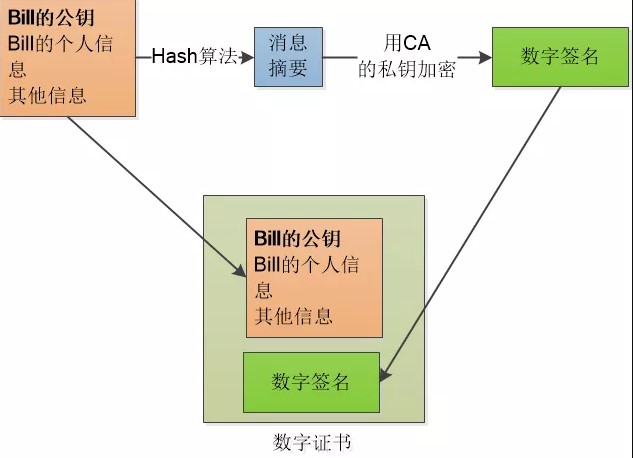 Bill的公钥
Bill的个人信
息
其他信息
Hash算法
消息
摘要
用CA
的私钥加密
数字签名
Bill的公钥
Bill的个人信
息
其他信息
数字签名
数字证书